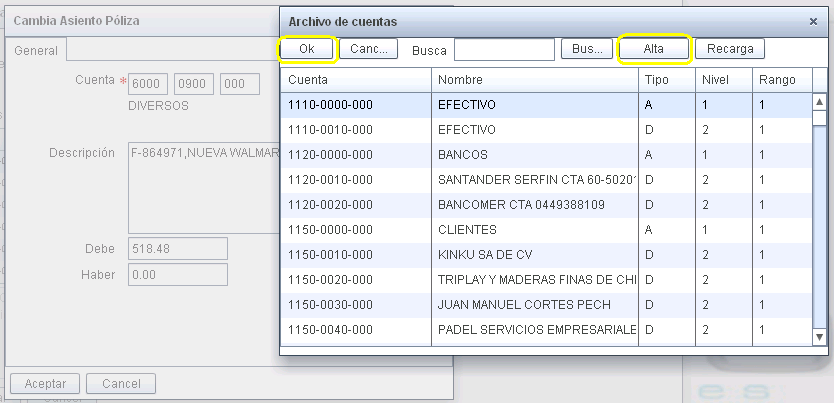 Cambia Asiento Póliza
General
Cuenta * 6000 0900 000
DIVERSOS
Descripción F-864971,NUEVA WALMAR
Debe 518.48
Haber 0.00
Aceptar Cancel
Archivo de cuentas ×
Ok Canc... Busca Bus... Alta Recarga
Cuenta Nombre Tipo Nivel Rango
1110-0000-000 EFECTIVO A 1 1
1110-0010-000 EFECTIVO D 2 1
1120-0000-000 BANCOS A 1 1
1120-0010-000 SANTANDER SERFIN CTA 60-50201 D 2 1
1120-0020-000 BANCOMER CTA 0449388109 D 2 1
1150-0000-000 CLIENTES A 1 1
1150-0010-000 KINKU SA DE CV D 2 1
1150-0020-000 TRIPLAY Y MADERAS FINAS DE CHI D 2 1
1150-0030-000 JUAN MANUEL CORTES PECH D 2 1
1150-0040-000 PADEL SERVICIOS EMPRESARIALE D 2 1